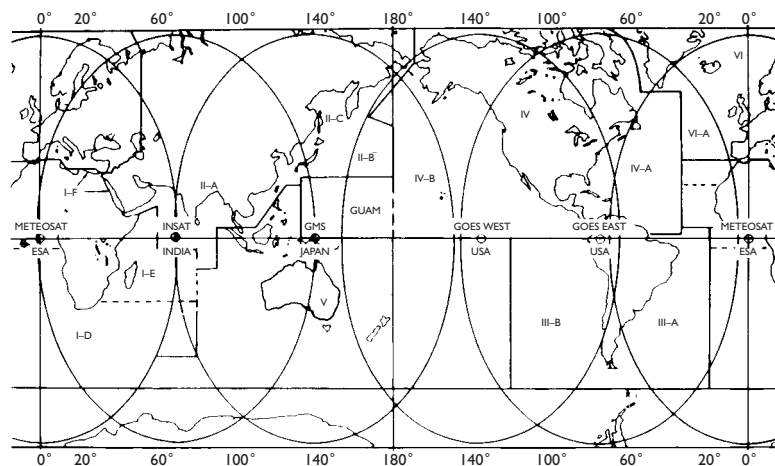 0° 20° 60° 100° 140° 180° 140° 100° 60° 20° 0°
VI
II–C
IV
VI–A
II–B
I–F
II–A
IV–B
IV–A
GUAM
METEOSAT INSAT GMS GOES WEST GOES EAST METEOSAT
ESA INDIA JAPAN USA USA ESA
I–E
V
I–D
III–B III–A
0° 20° 60° 100° 140° 180° 140° 100° 60° 20° 0°